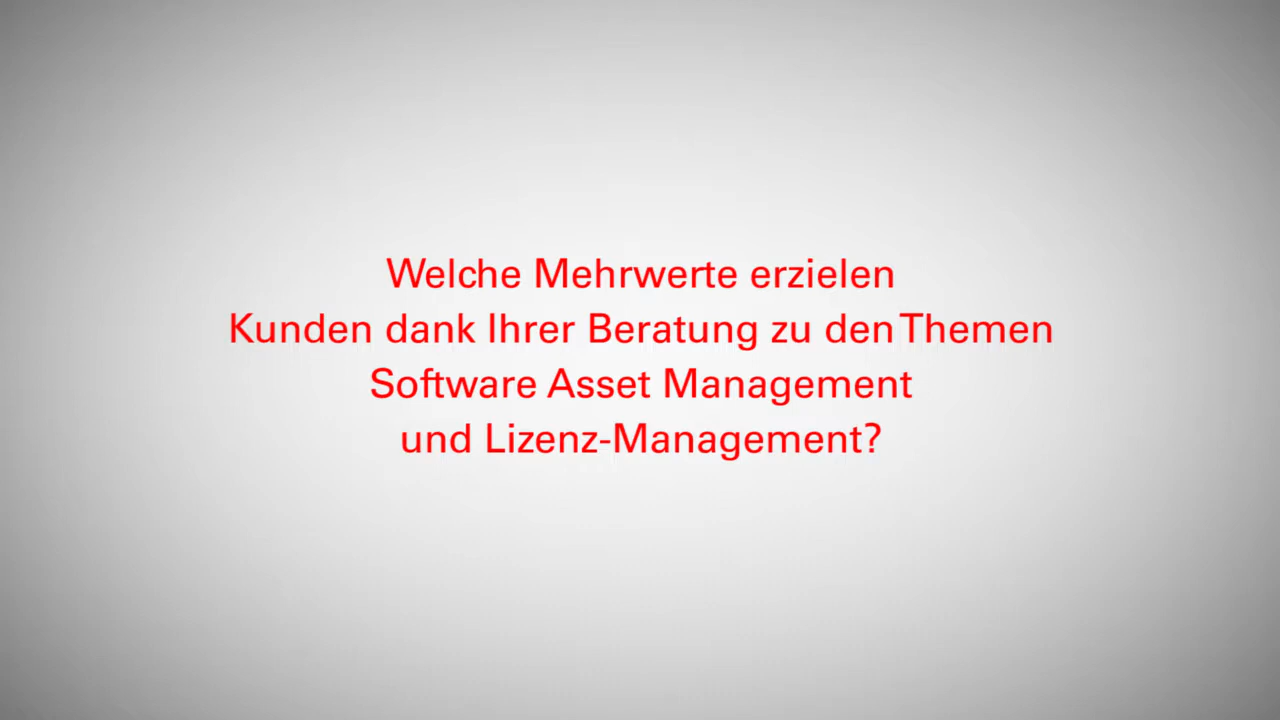 Welche Mehrwerte erzielen
Kunden dank Ihrer Beratung zu den Themen
Software Asset Management
und Lizenz-Management?